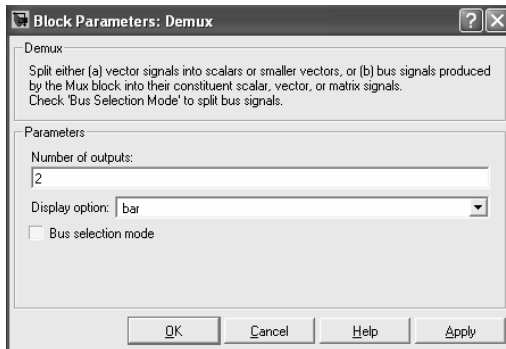 Block Parameters: Demux
Demux
Split either (a) vector signals into scalars or smaller vectors, or (b) bus signals produced
by the Mux block into their constituent scalar, vector, or matrix signals.
Check 'Bus Selection Mode' to split bus signals.
Parameters
Number of outputs:
2
Display option: bar
Bus selection mode
OK Cancel Help Apply